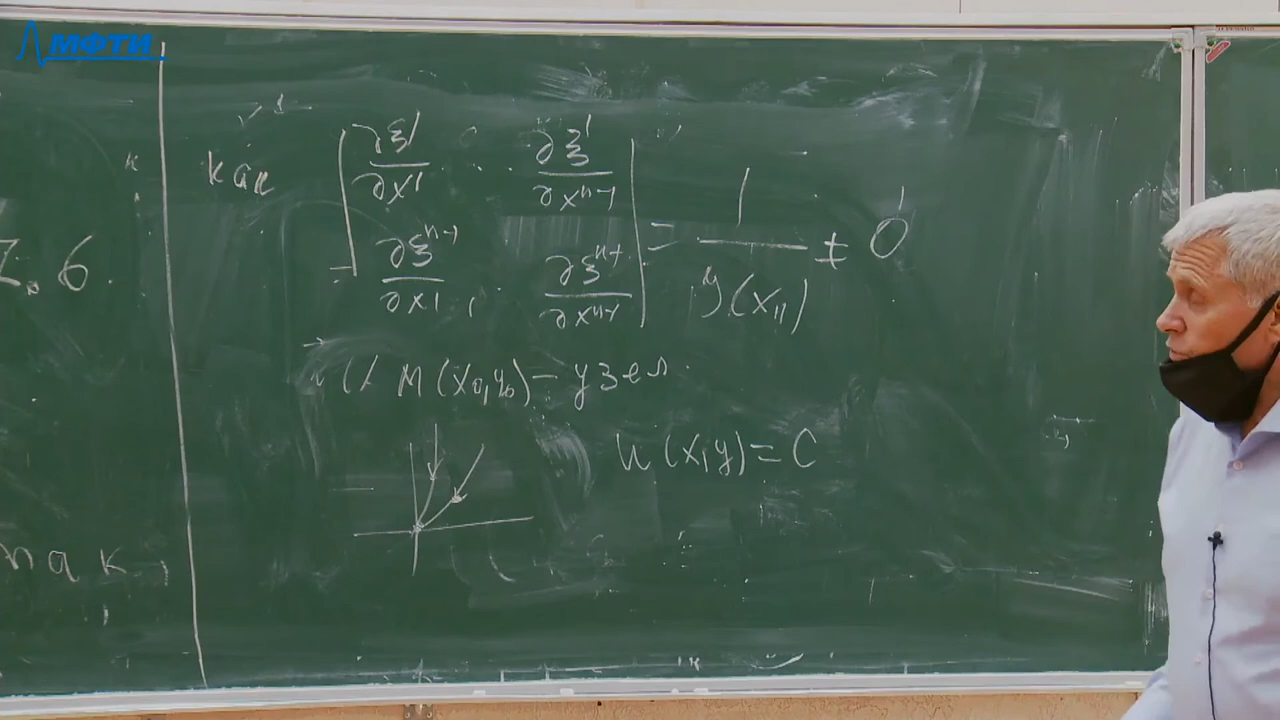 МФТИ
как | ∂ξ¹/∂x¹ . . ∂ξ¹/∂xⁿ⁻¹ |
| ∂ξⁿ⁻¹/∂x¹ . ∂ξⁿ⁻¹/∂xⁿ⁻¹ | = 1/y(x₁₁) ≠ 0
M(x₀,y₀) – узел.
u(x,y) = C
так